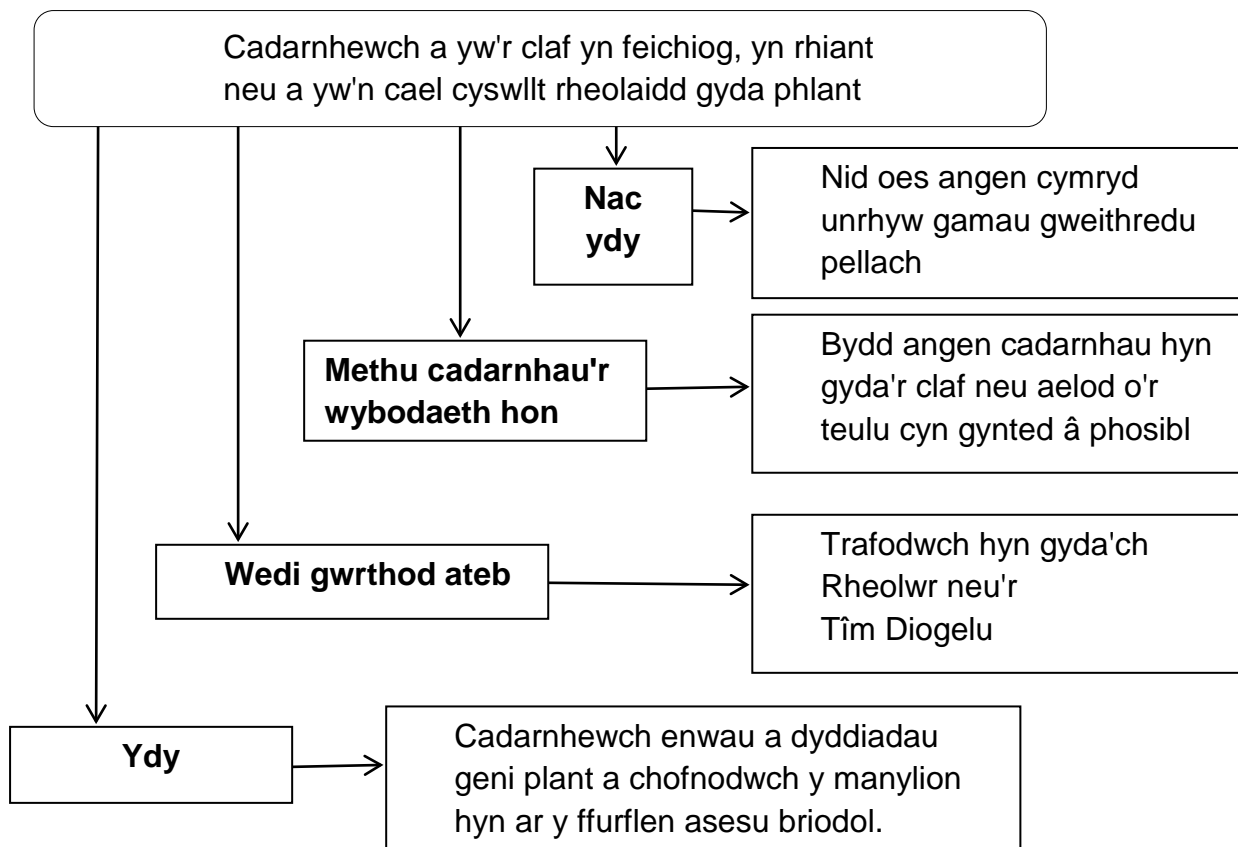 Cadarnhewch a yw'r claf yn feichiog, yn rhiant
neu a yw'n cael cyswllt rheolaidd gyda phlant
Nac
ydy
Nid oes angen cymryd
unrhyw gamau gweithredu
pellach
Methu cadarnhau'r
wybodaeth hon
Bydd angen cadarnhau hyn
gyda'r claf neu aelod o'r
teulu cyn gynted â phosibl
Wedi gwrthod ateb
Trafodwch hyn gyda'ch
Rheolwr neu'r
Tîm Diogelu
Ydy
Cadarnhewch enwau a dyddiadau
geni plant a chofnodwch y manylion
hyn ar y ffurflen asesu briodol.